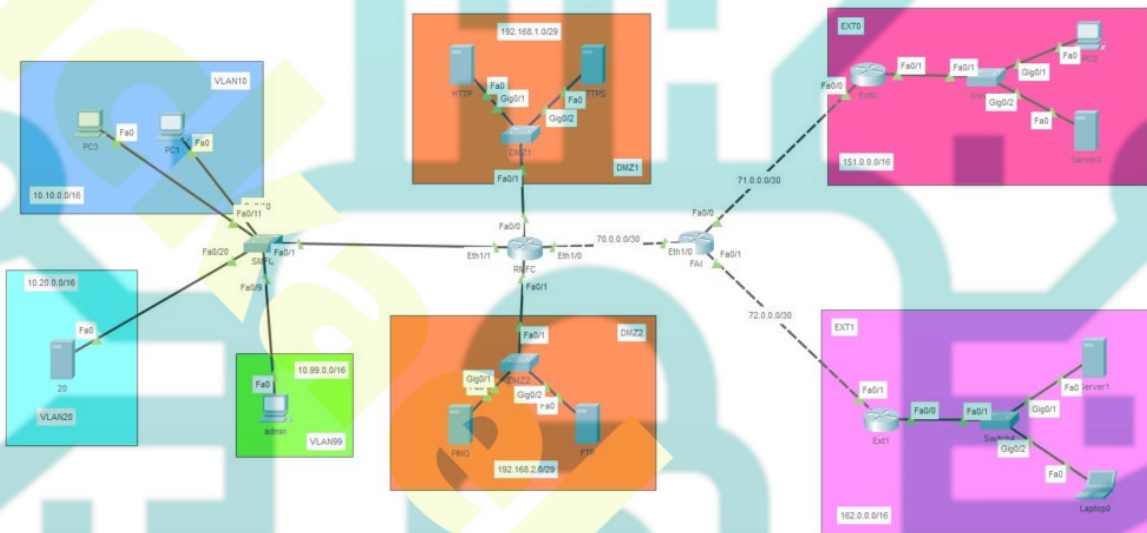 VLAN10
PC3
Fa0
PC1
Fa0
10.10.0.0/16
Fa0/11
Fa0/20
Fa0/1
Fa0/9
10.20.0.0/16
Fa0
20
VLAN20
10.99.0.0/16
Fa0
admin
VLAN99
192.168.1.0/29
HTTP
Fa0
Gig0/1
Fa0
Gig0/2
DMZ1
Fa0/1
DMZ1
Fa0/0
Eth1/1
Eth1/0
Fa0/1
70.0.0.0/30
Eth1/0
FAI
Fa0/0
Fa0/1
71.0.0.0/30
72.0.0.0/30
Fa0/1
DMZ2
DMZ2
Gig0/1
Gig0/2
Fa0
PING
FTP
192.168.2.0/29
EXT0
Fa0/0
Ext0
Fa0/1
Fa0/1
Gig0/1
Fa0
Gig0/2
Fa0
Server0
151.0.0.0/16
EXT1
Fa0/1
Ext1
Fa0/0
Fa0/1
Gig0/1
Fa0
Gig0/2
Fa0
Laptop0
162.0.0.0/16